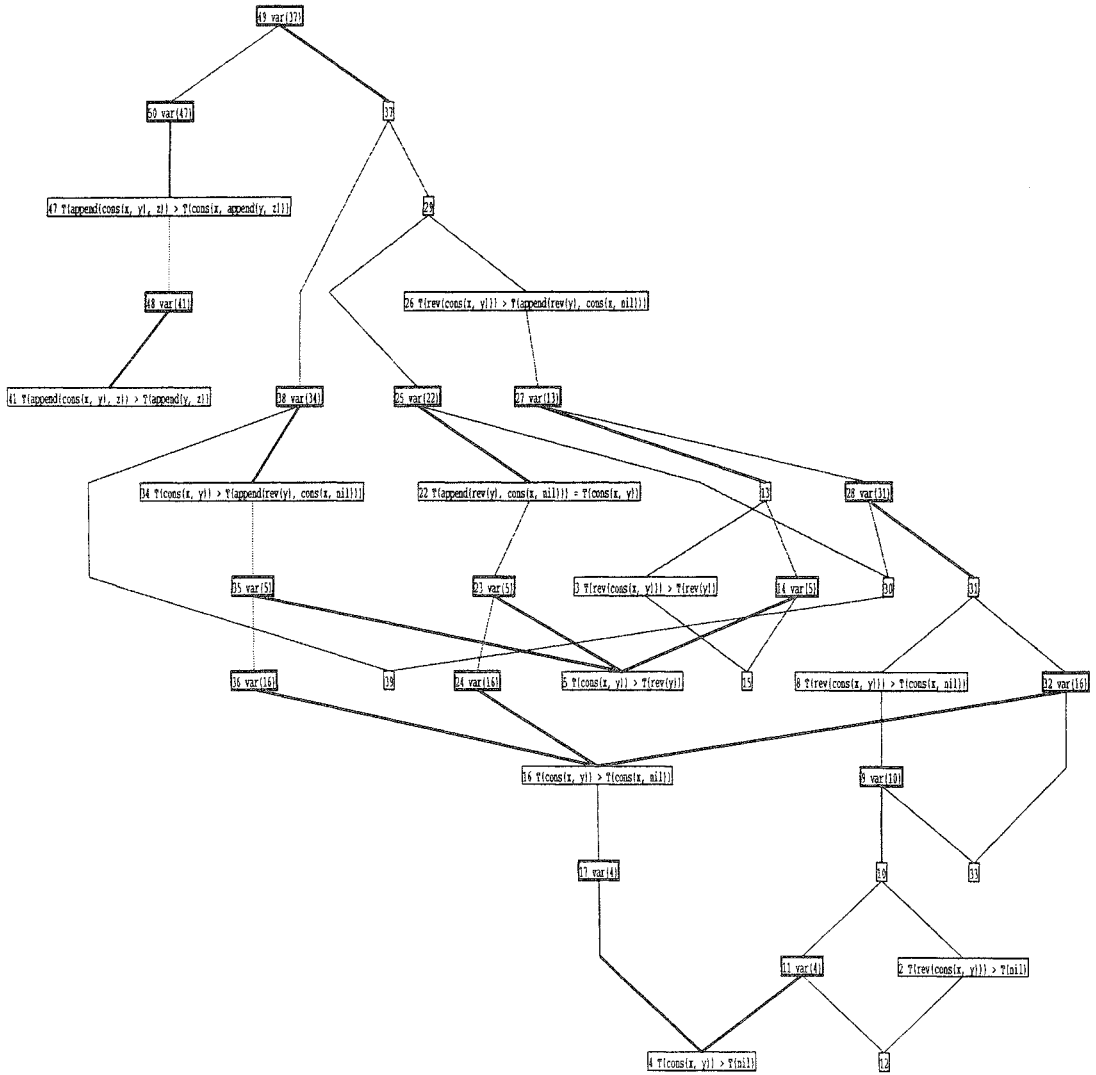 49 var(37)
50 var(47)
37
47 T(append(cons(x, y), z)) > T(cons(x, append(y, z)))
29
48 var(41)
26 T(rev(cons(x, y))) > T(append(rev(y), cons(x, nil)))
41 T(append(cons(x, y), z)) > T(append(y, z))
38 var(34)
25 var(22)
27 var(13)
34 T(cons(x, y)) > T(append(rev(y), cons(x, nil)))
22 T(append(rev(y), cons(x, nil))) = T(cons(x, y))
13
28 var(31)
35 var(5)
23 var(5)
3 T(rev(cons(x, y))) > T(rev(y))
14 var(5)
30
31
36 var(16)
39
24 var(16)
5 T(cons(x, y)) > T(rev(y))
15
8 T(rev(cons(x, y))) > T(cons(x, nil))
32 var(16)
16 T(cons(x, y)) > T(cons(x, nil))
9 var(10)
17 var(4)
10
33
11 var(4)
2 T(rev(cons(x, y))) > T(nil)
4 T(cons(x, y)) > T(nil)
12